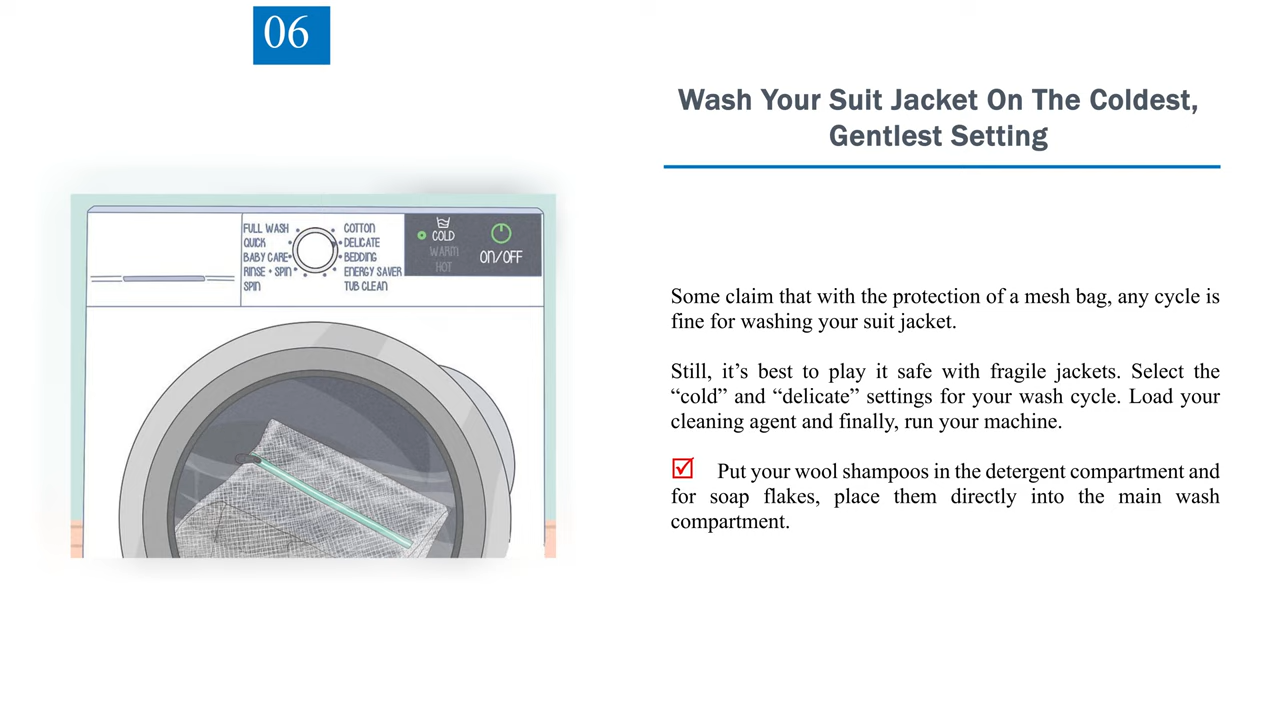 06
Wash Your Suit Jacket On The Coldest,
Gentlest Setting
FULL WASH
QUICK
BABY CARE
RINSE + SPIN
SPIN
COTTON
DELICATE
BEDDING
ENERGY SAVER
TUB CLEAN
COLD
WARM
HOT
ON/OFF
Some claim that with the protection of a mesh bag, any cycle is
fine for washing your suit jacket.
Still, it’s best to play it safe with fragile jackets. Select the
“cold” and “delicate” settings for your wash cycle. Load your
cleaning agent and finally, run your machine.
☑ Put your wool shampoos in the detergent compartment and
for soap flakes, place them directly into the main wash
compartment.